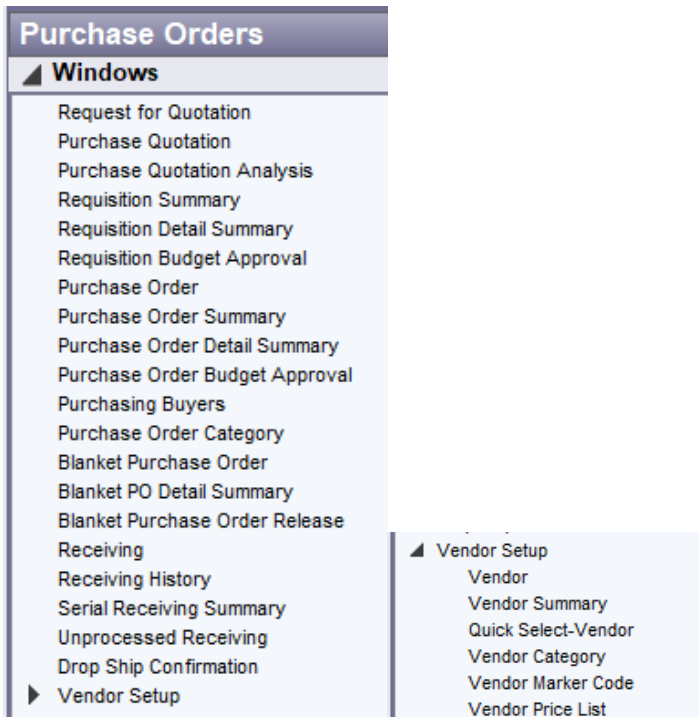 Purchase Orders
Windows
Request for Quotation
Purchase Quotation
Purchase Quotation Analysis
Requisition Summary
Requisition Detail Summary
Requisition Budget Approval
Purchase Order
Purchase Order Summary
Purchase Order Detail Summary
Purchase Order Budget Approval
Purchasing Buyers
Purchase Order Category
Blanket Purchase Order
Blanket PO Detail Summary
Blanket Purchase Order Release
Receiving
Receiving History
Serial Receiving Summary
Unprocessed Receiving
Drop Ship Confirmation
Vendor Setup
Vendor Setup
Vendor
Vendor Summary
Quick Select-Vendor
Vendor Category
Vendor Marker Code
Vendor Price List